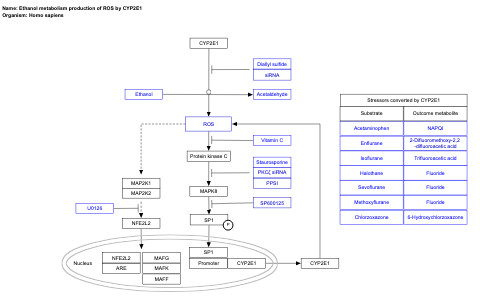 Name: Ethanol metabolism production of ROS by CYP2E1
Organism: Homo sapiens
CYP2E1
Diallyl sulfide
siRNA
Ethanol
Acetaldehyde
ROS
Vitamin C
Protein kinase C
Staurosporine
PKCζ siRNA
PPSI
MAP2K1
MAP2K2
MAPK8
U0126
SP600125
NFE2L2
SP1
P
Nucleus
NFE2L2
ARE
MAFG
MAFK
MAFF
SP1
Promoter
CYP2E1
CYP2E1
Stressors converted by CYP2E1
Substrate
Outcome metabolite
Acetaminophen
NAPQI
Enflurane
2-Difluoromethoxy-2,2
-difluoroacetic acid
Isoflurane
Trifluoroacetic acid
Halothane
Fluoride
Sevoflurane
Fluoride
Methoxyflurane
Fluoride
Chlorzoxazone
6-Hydroxychlorzoxazone